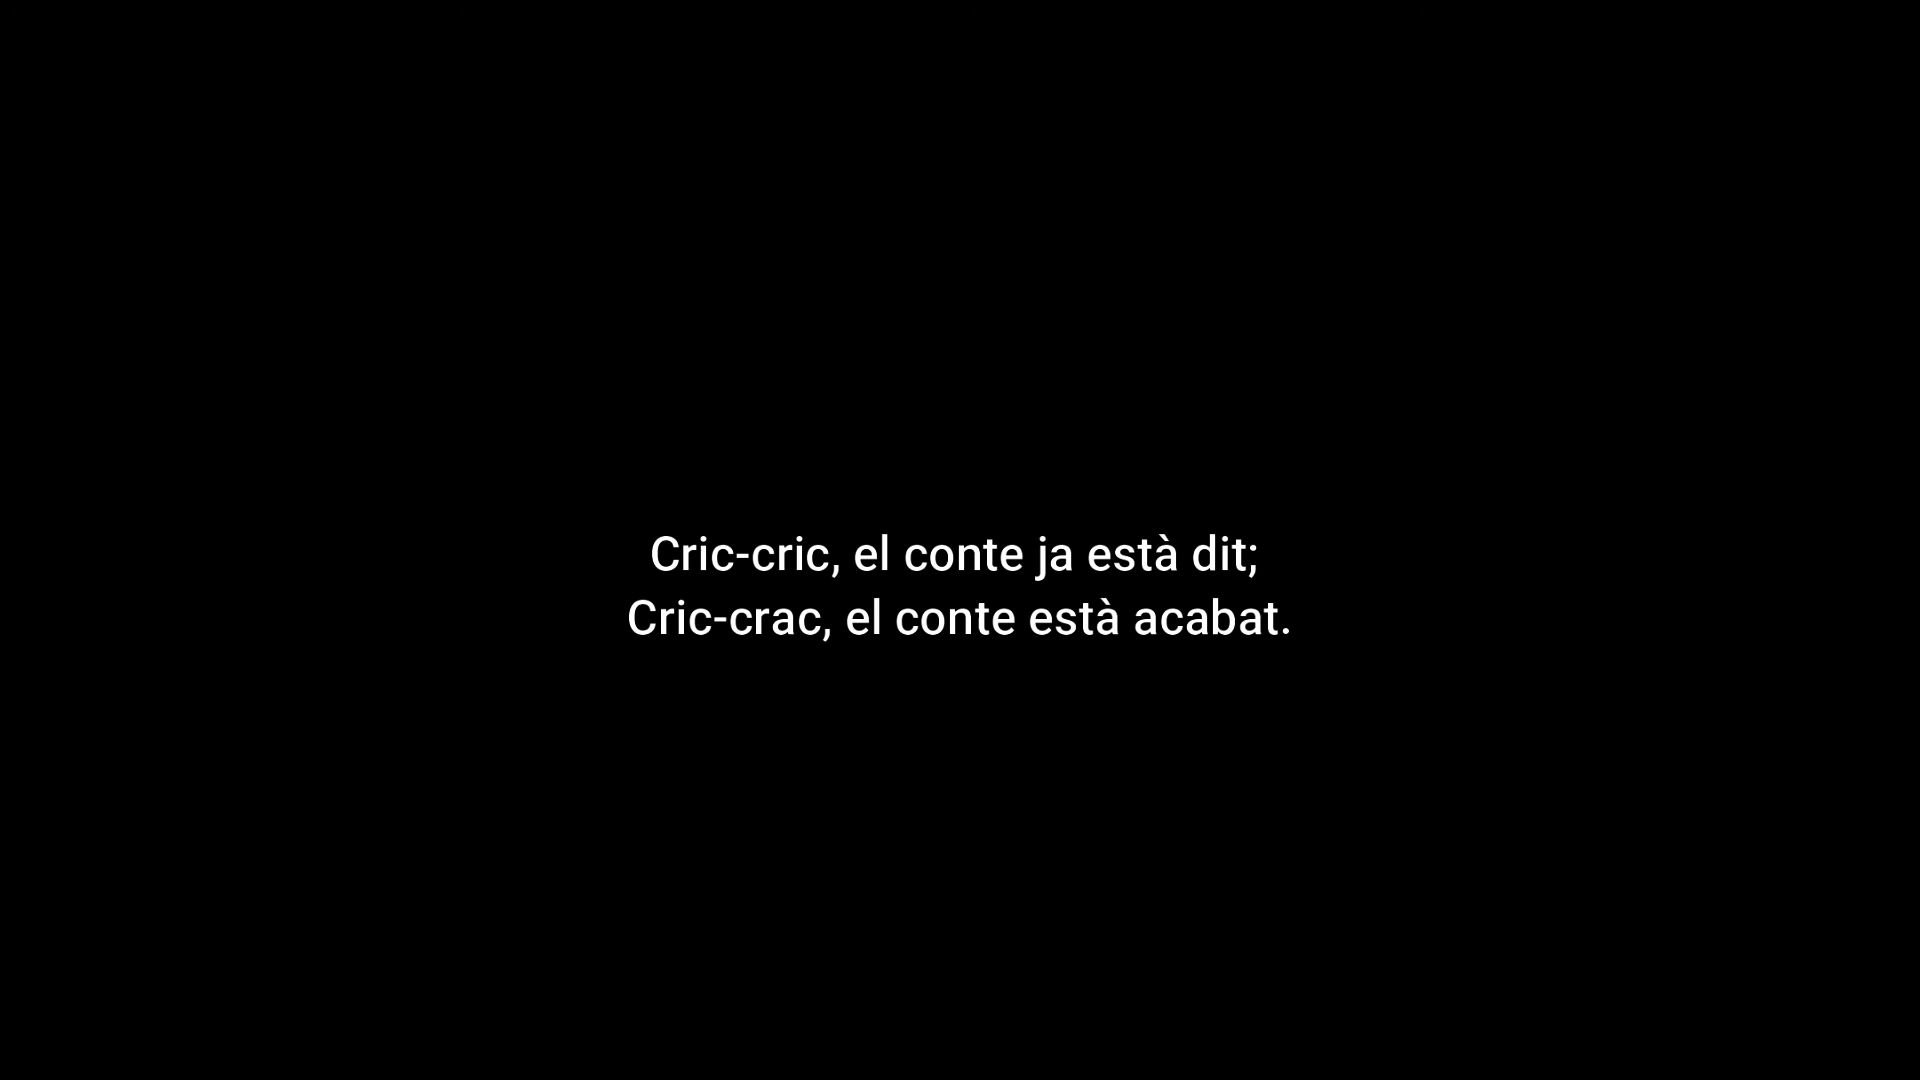 Cric-cric, el conte ja està dit;
Cric-crac, el conte està acabat.